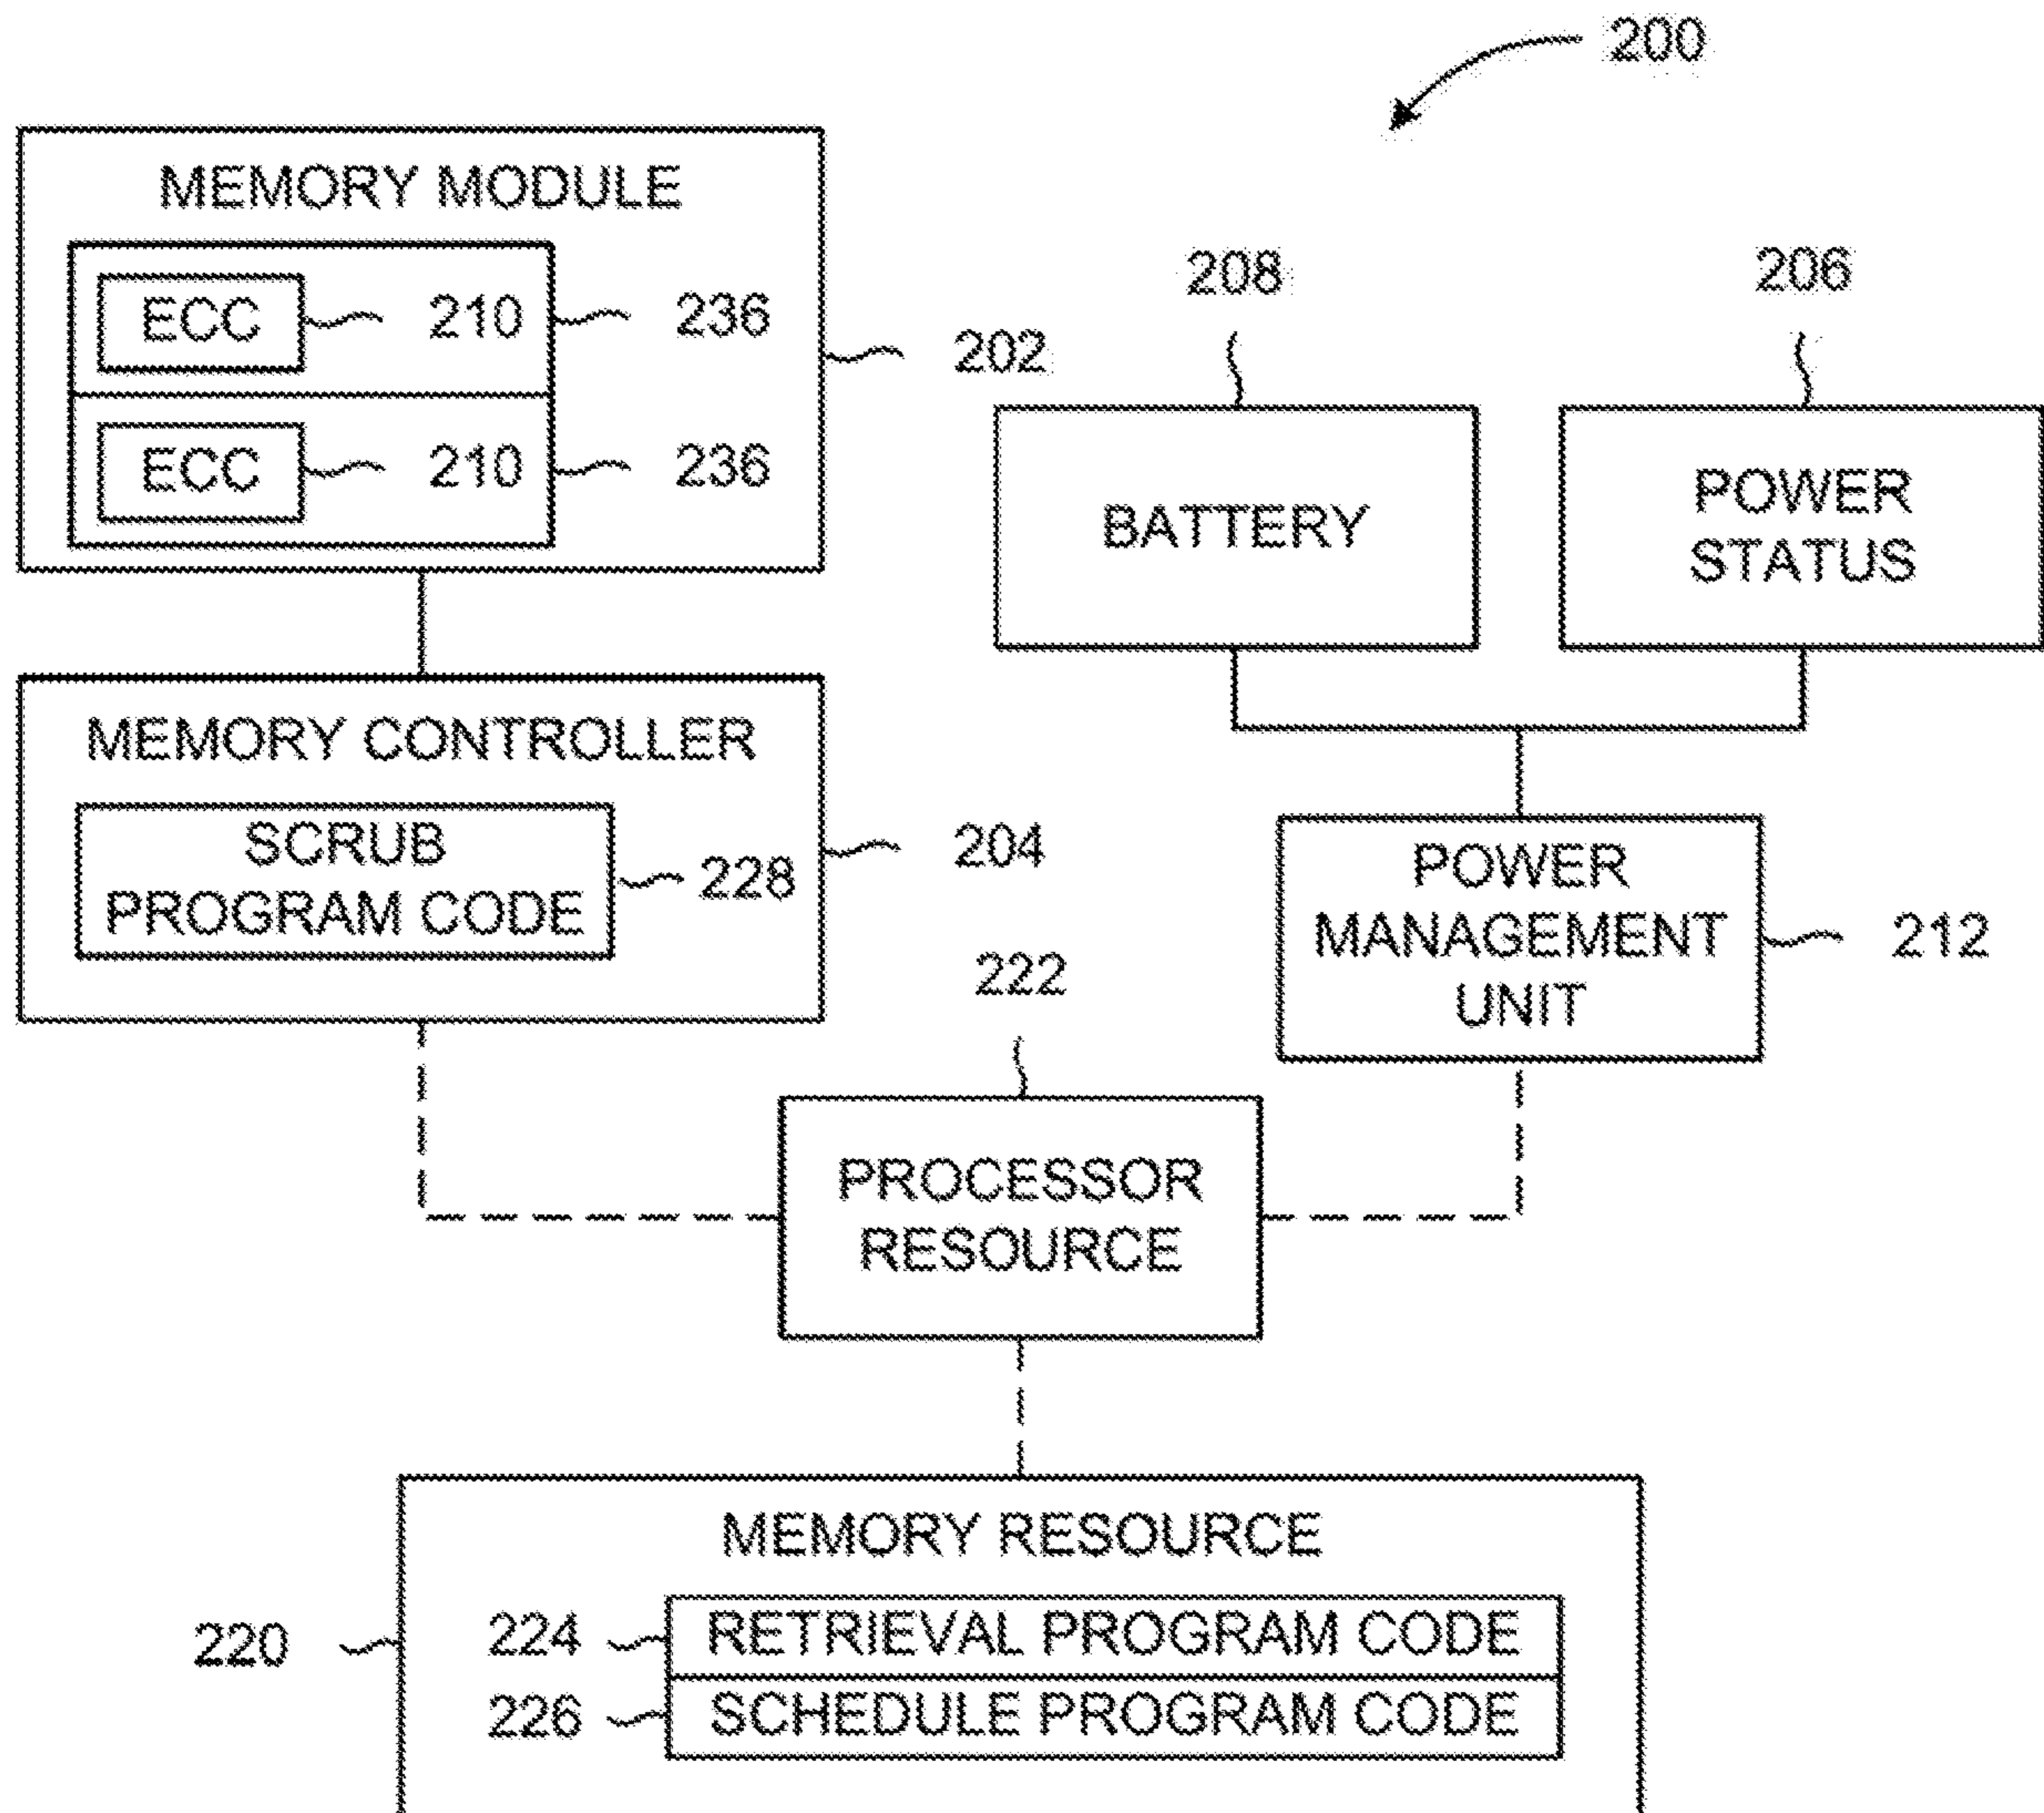 200
MEMORY MODULE
ECC 210 236
202
ECC 210 236
208
206
BATTERY
POWER
STATUS
MEMORY CONTROLLER
SCRUB
PROGRAM CODE
228
204
POWER
MANAGEMENT
UNIT
212
222
PROCESSOR
RESOURCE
MEMORY RESOURCE
220
224 RETRIEVAL PROGRAM CODE
226 SCHEDULE PROGRAM CODE